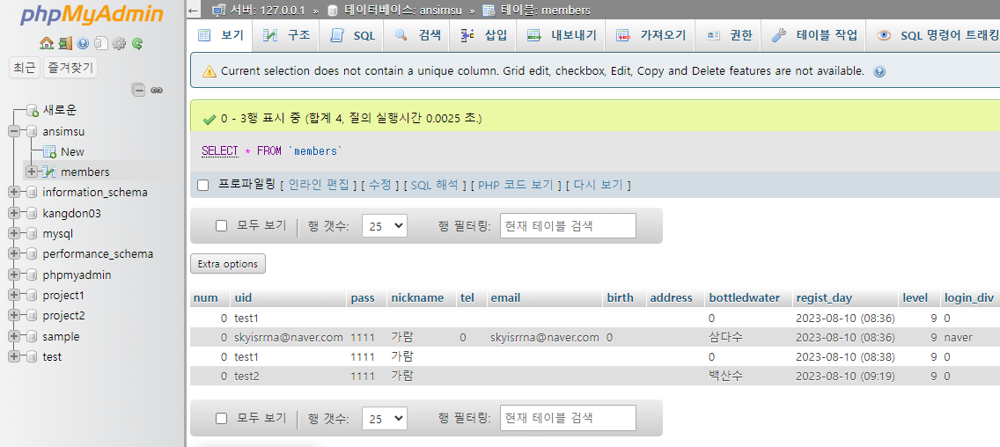 phpMyAdmin
최근 즐겨찾기
새로운
ansimsu
New
members
information_schema
kangdon03
mysql
performance_schema
phpmyadmin
project1
project2
sample
test
← 서버: 127.0.0.1 » 데이터베이스: ansimsu » 테이블: members
보기 구조 SQL 검색 삽입 내보내기 가져오기 권한 테이블 작업 SQL 명령어 트래킹
Current selection does not contain a unique column. Grid edit, checkbox, Edit, Copy and Delete features are not available.
0 - 3행 표시 중 (합계 4, 질의 실행시간 0.0025 초.)
SELECT * FROM `members`
프로파일링 [ 인라인 편집 ] [ 수정 ] [ SQL 해석 ] [ PHP 코드 보기 ] [ 다시 보기 ]
모두 보기 행 갯수: 25 행 필터링: 현재 테이블 검색
Extra options
num uid pass nickname tel email birth address bottledwater regist_day level login_div
0 test1 0 2023-08-10 (08:36) 9 0
0 skyisrrna@naver.com 1111 가람 0 skyisrrna@naver.com 0 삼다수 2023-08-10 (08:36) 9 naver
0 test1 1111 가람 0 2023-08-10 (08:38) 9 0
0 test2 1111 가람 백산수 2023-08-10 (09:19) 9 0
모두 보기 행 갯수: 25 행 필터링: 현재 테이블 검색